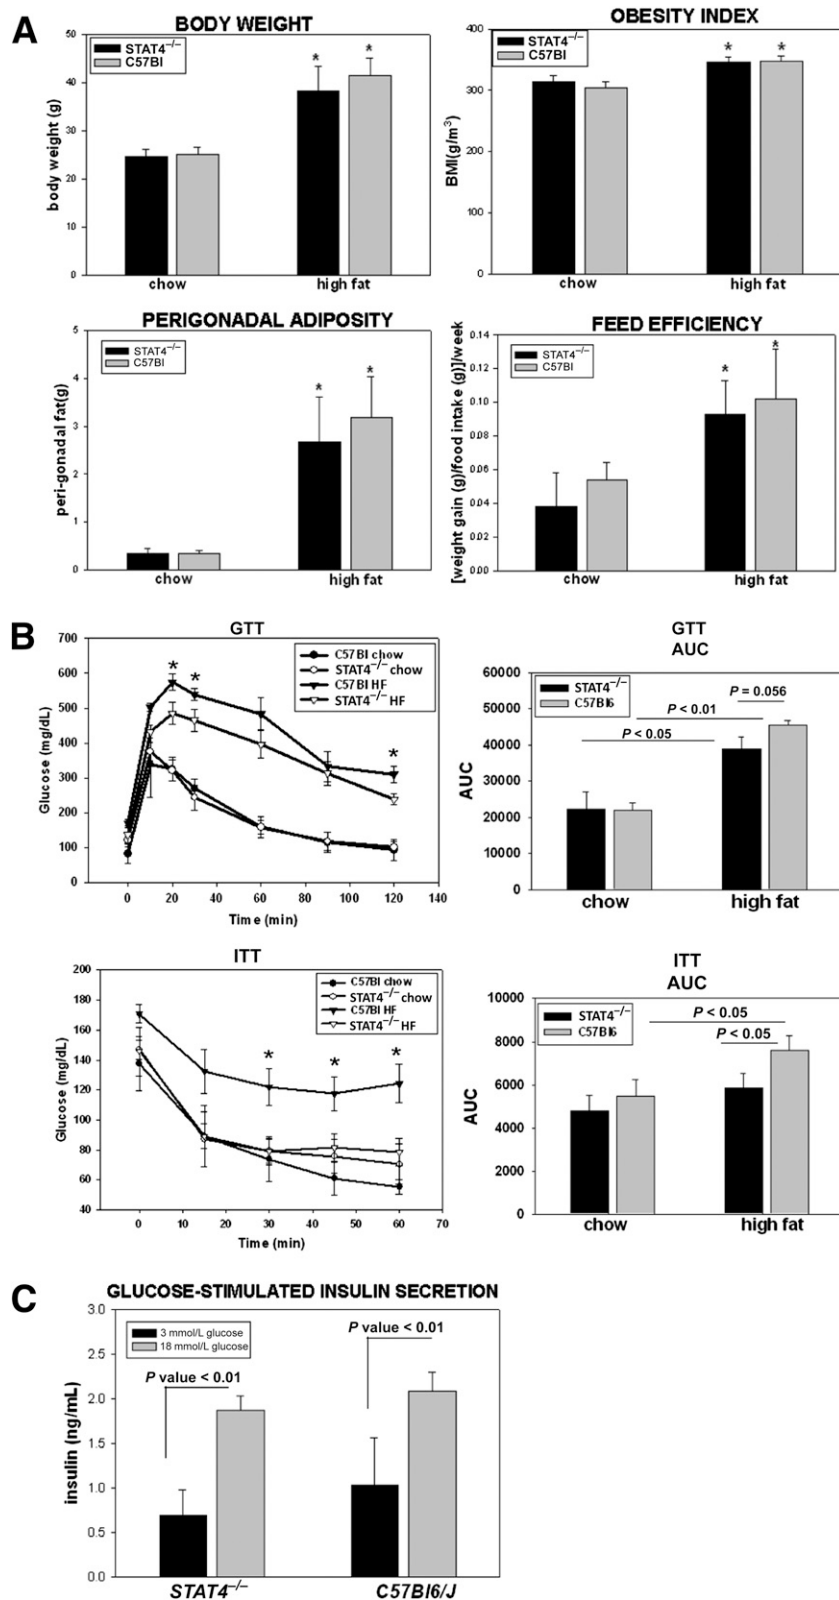 A
BODY WEIGHT
body weight (g)
50
40
30
20
10
0
STAT4−/−
C57Bl
* *
chow high fat
OBESITY INDEX
BMI(g/m3)
400
300
200
100
0
STAT4−/−
C57Bl
* *
chow high fat
PERIGONADAL ADIPOSITY
peri-gonadal fat(g)
5
4
3
2
1
0
STAT4−/−
C57Bl
* *
chow high fat
FEED EFFICIENCY
[weight gain (g)/food intake (g)]/week
0.14
0.12
0.10
0.08
0.06
0.04
0.02
0.00
STAT4−/−
C57Bl
* *
chow high fat
B
GTT
Glucose (mg/dL)
700
600
500
400
300
200
100
0
C57Bl chow
STAT4−/− chow
C57Bl HF
STAT4−/− HF
* * *
0 20 40 60 80 100 120 140
Time (min)
GTT
AUC
AUC
60000
50000
40000
30000
20000
10000
0
STAT4−/−
C57Bl6
P = 0.056
P < 0.01
P < 0.05
chow high fat
ITT
Glucose (mg/dL)
200
180
160
140
120
100
80
60
40
C57Bl chow
STAT4−/− chow
C57Bl HF
STAT4−/− HF
* * *
0 10 20 30 40 50 60 70
Time (min)
ITT
AUC
AUC
10000
8000
6000
4000
2000
0
STAT4−/−
C57Bl6
P < 0.05
P < 0.05
chow high fat
C
GLUCOSE-STIMULATED INSULIN SECRETION
insulin (ng/mL)
3.0
2.5
2.0
1.5
1.0
0.5
0.0
3 mmol/L glucose
18 mmol/L glucose
P value < 0.01
P value < 0.01
STAT4−/− C57Bl6/J